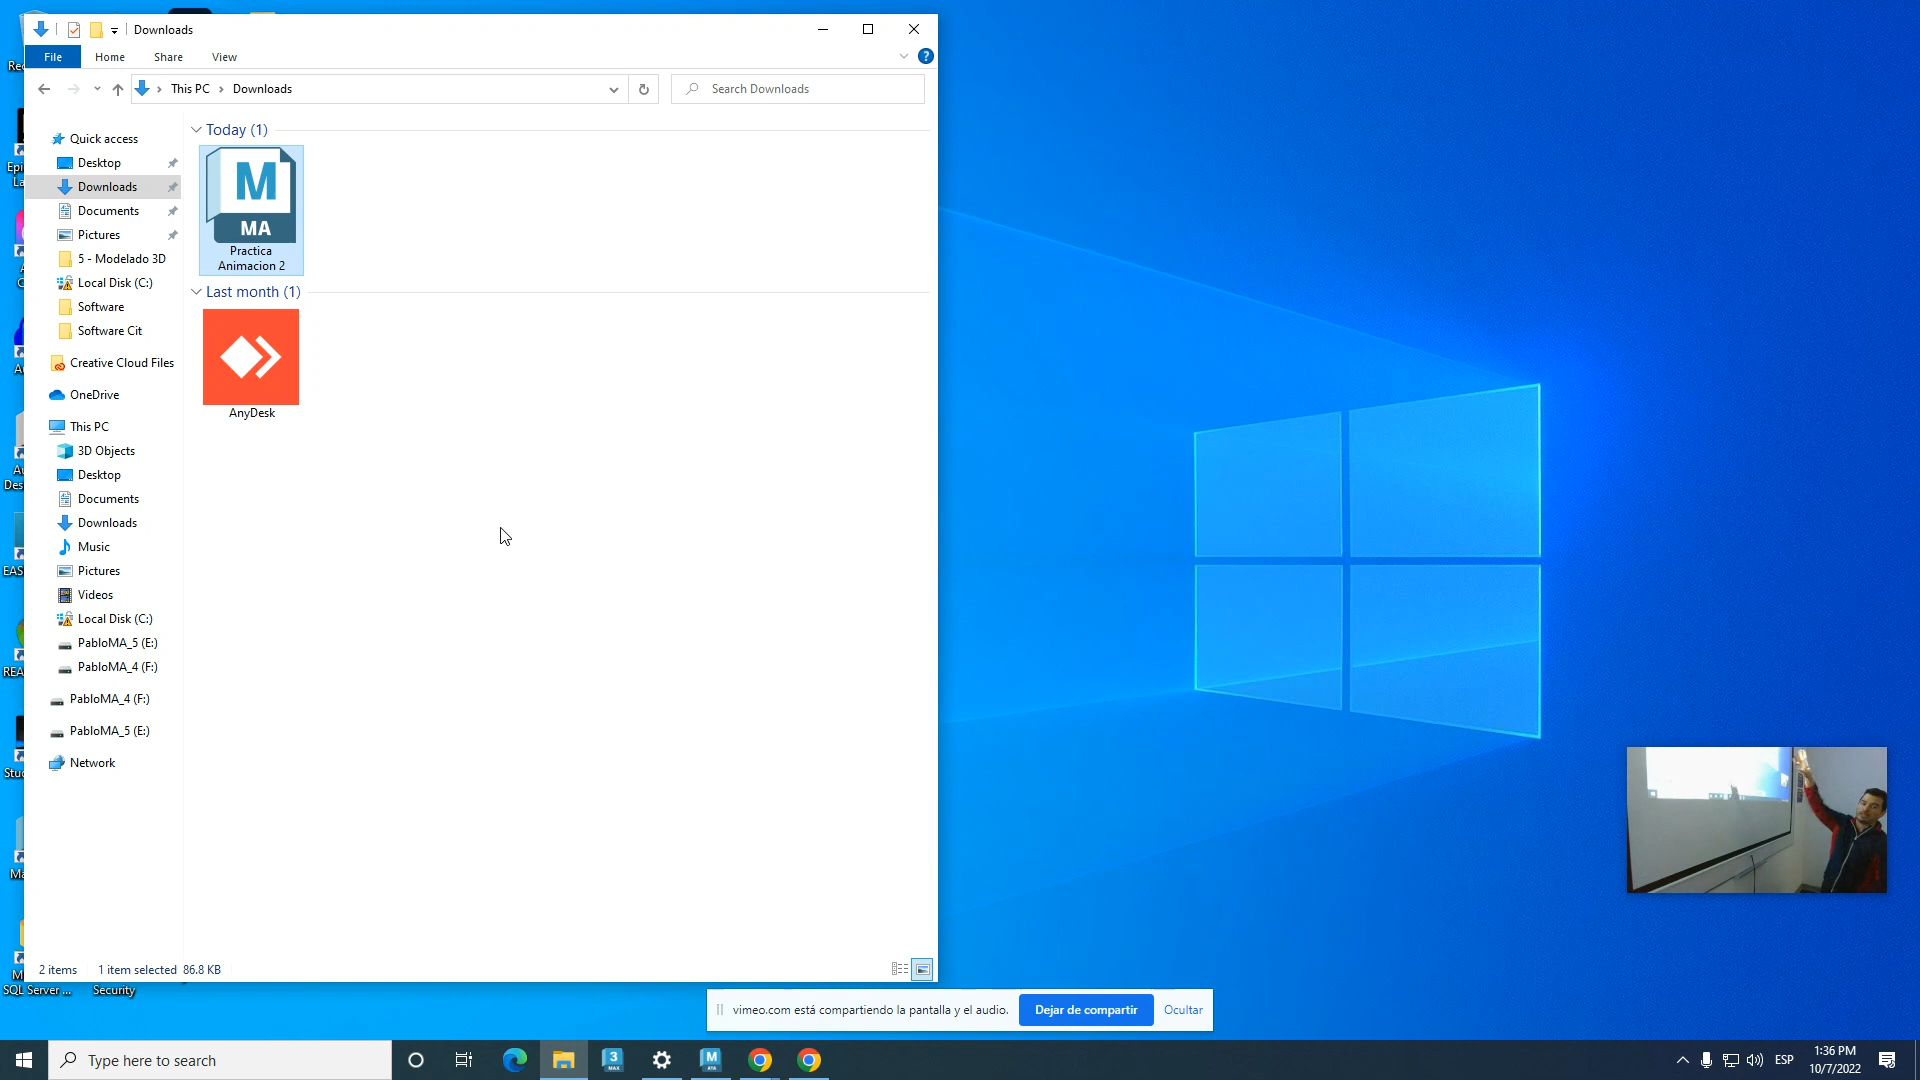 Downloads
File
Home
Share
View
This PC
Downloads
Search Downloads
Quick access
Desktop
Downloads
Documents
Pictures
5 - Modelado 3D
Local Disk (C:)
Software
Software Cit
Creative Cloud Files
OneDrive
This PC
3D Objects
Desktop
Documents
Downloads
Music
Pictures
Videos
Local Disk (C:)
PabloMA_5 (E:)
PabloMA_4 (F:)
PabloMA_4 (F:)
PabloMA_5 (E:)
Network
Today (1)
M
MA
Practica
Animacion 2
Last month (1)
AnyDesk
2 items
1 item selected 86.8 KB
SQL Server ...
Security
vimeo.com está compartiendo la pantalla y el audio.
Dejar de compartir
Ocultar
Type here to search
3
MAX
M
ESP
1:36 PM
10/7/2022